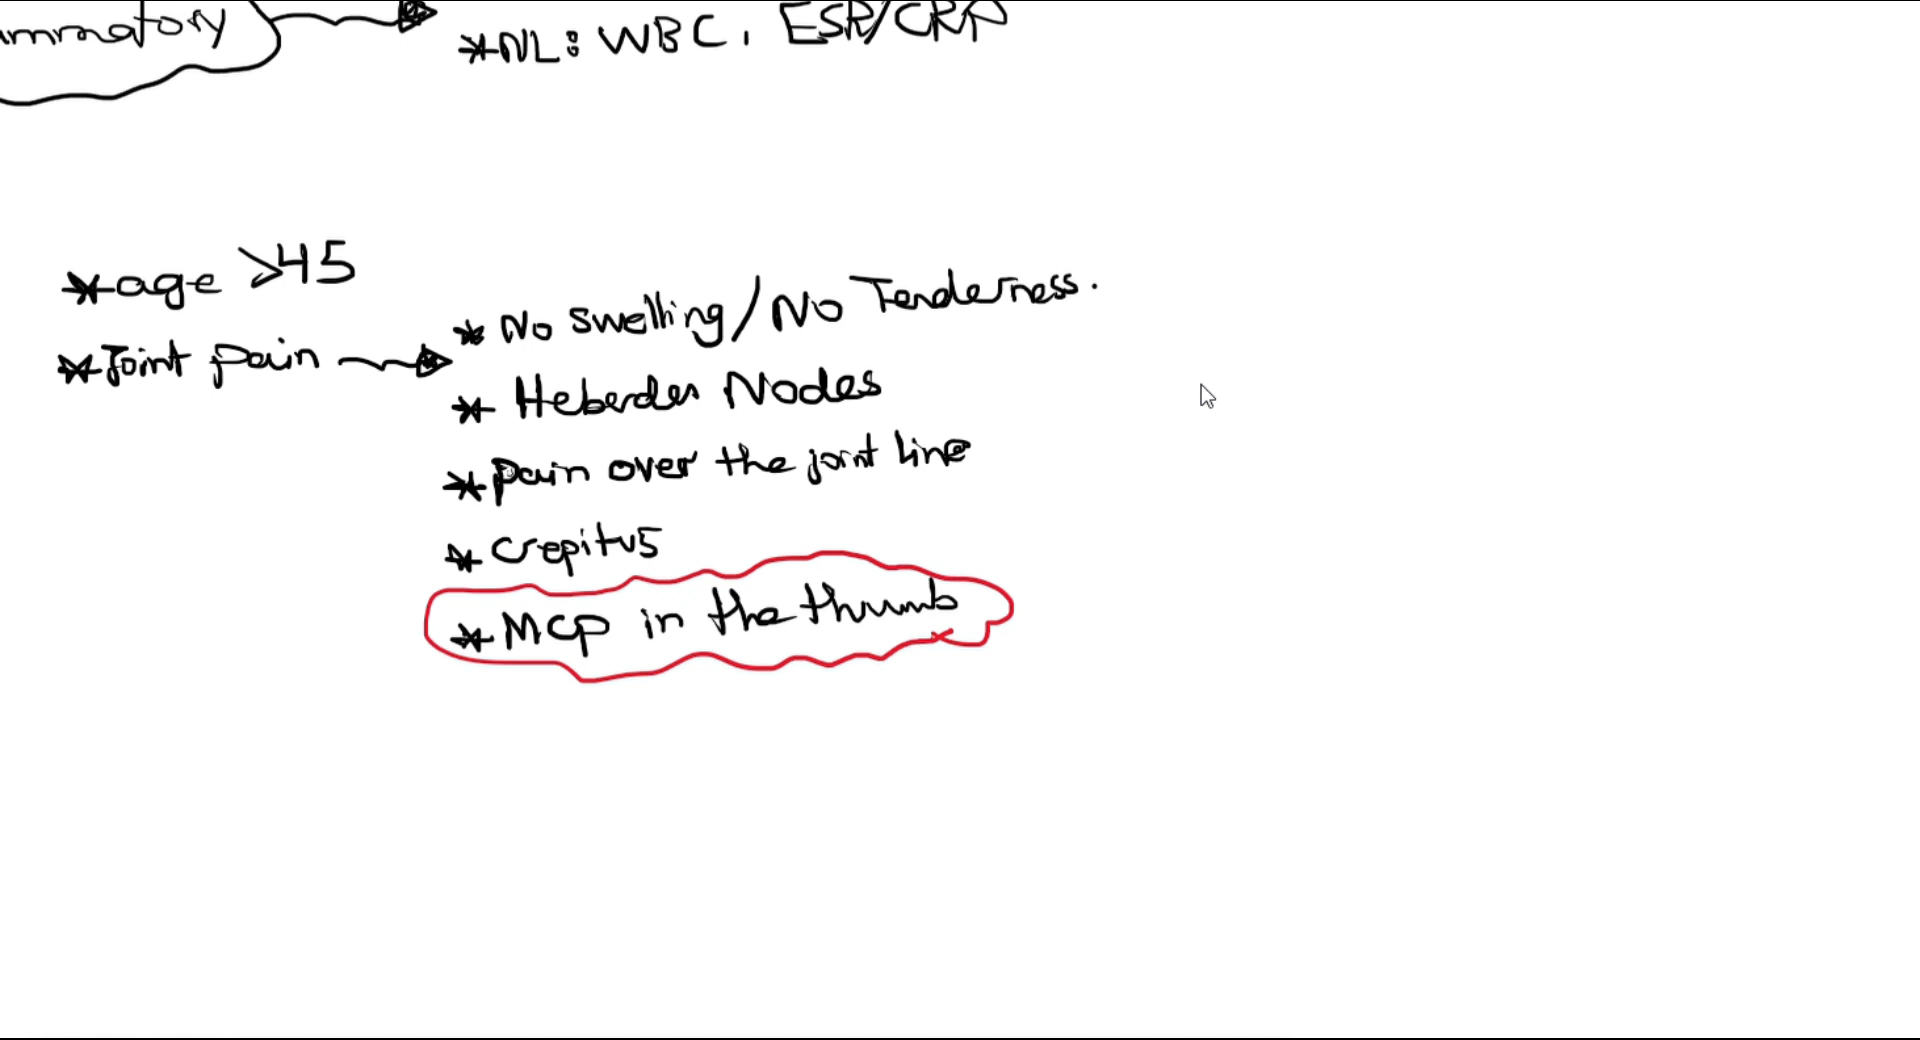 ammatory
*NL: WBC, ESR/CRP
*age >45
*Joint pain
* No swelling/No Tenderness.
* Heberden Nodes
*pain over the joint line
* Crepitus
*MCP in the thumb